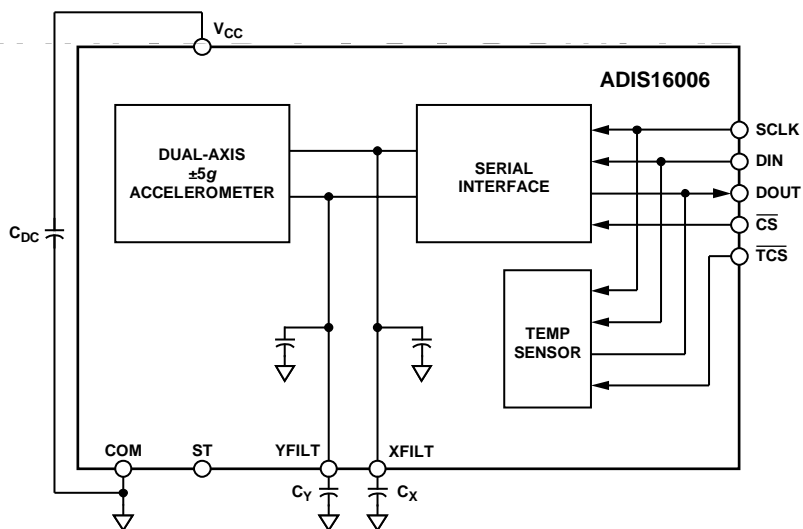 VCC
ADIS16006
DUAL-AXIS
±5g
ACCELEROMETER
SERIAL
INTERFACE
SCLK
DIN
DOUT
CS
TCS
CDC
TEMP
SENSOR
COM
ST
YFILT
XFILT
CY
CX